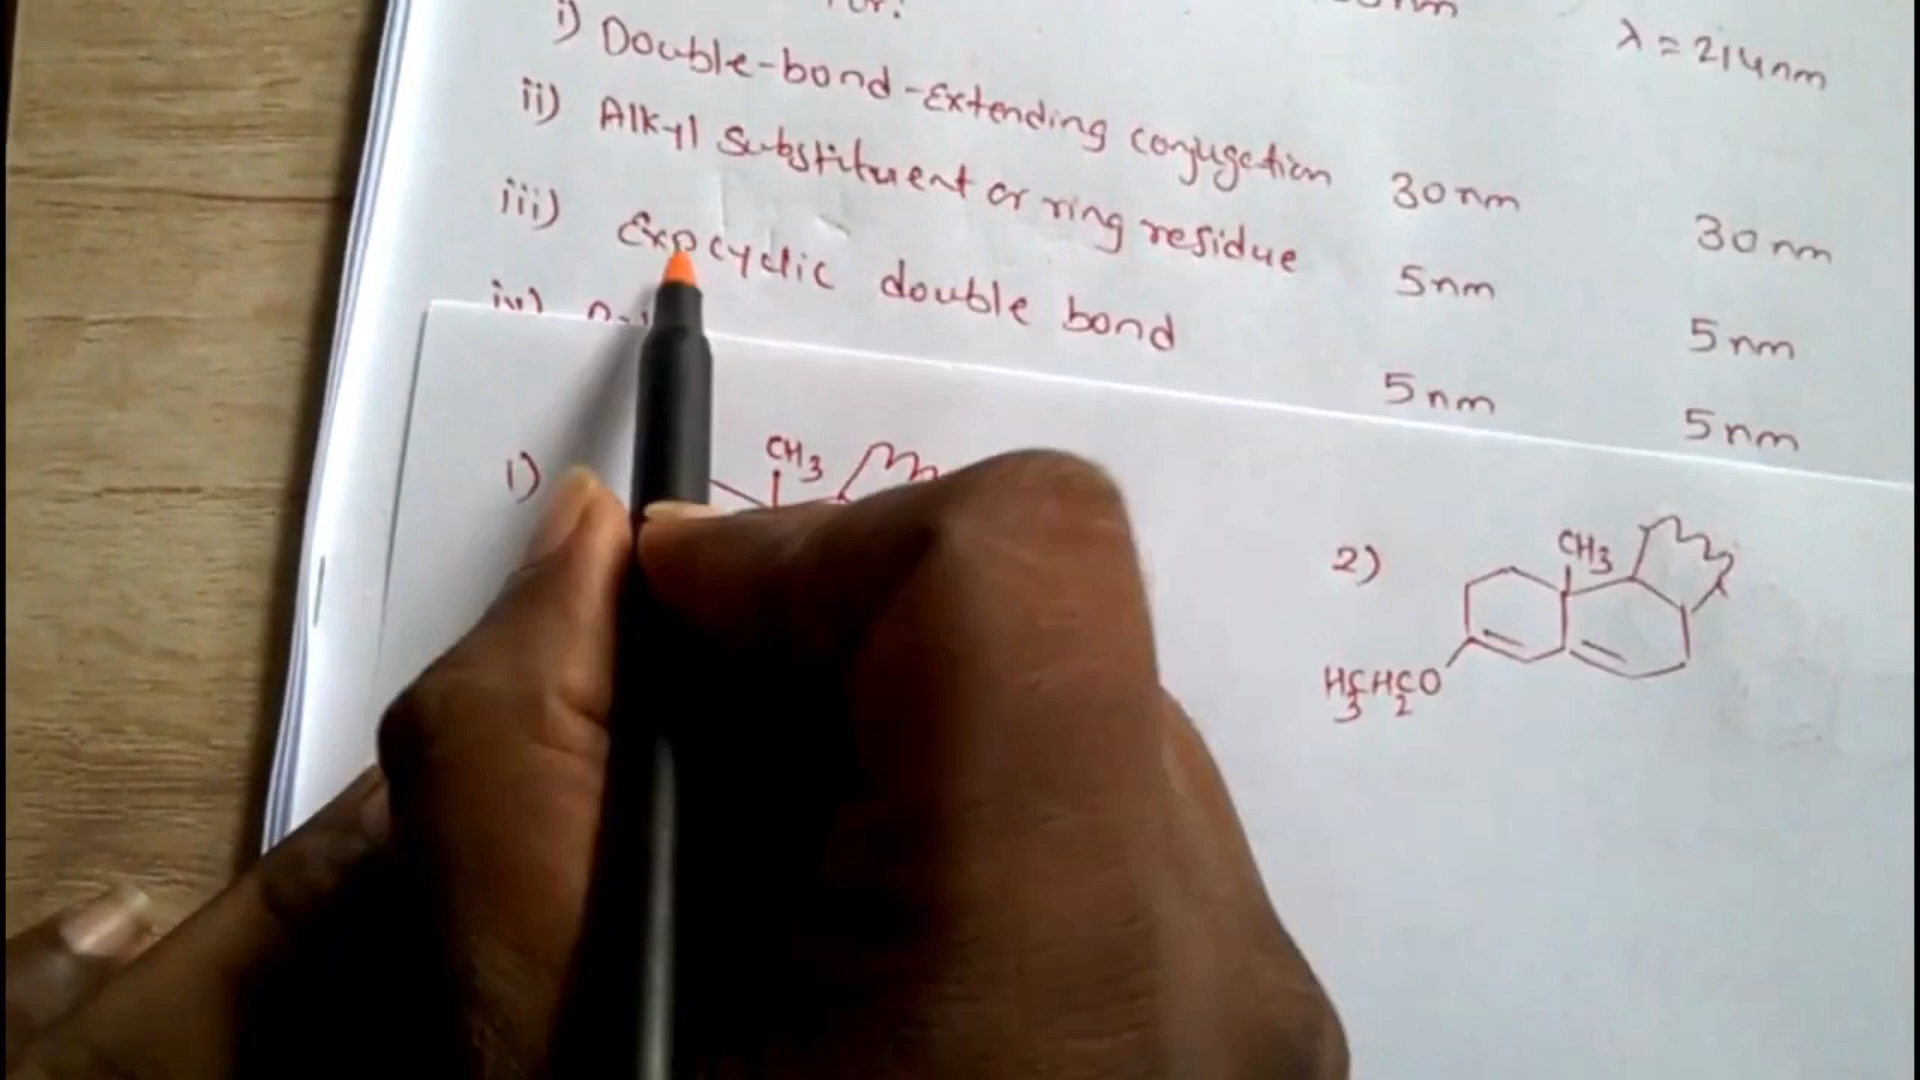 λ = 214nm
i) Double-bond-Extending conjugation 30nm 30nm
ii) Alkyl Substituent or ring residue 5nm 5nm
iii) Exocyclic double bond 5nm 5nm
iv)
1) CH3
2) CH3
H3CH2CO